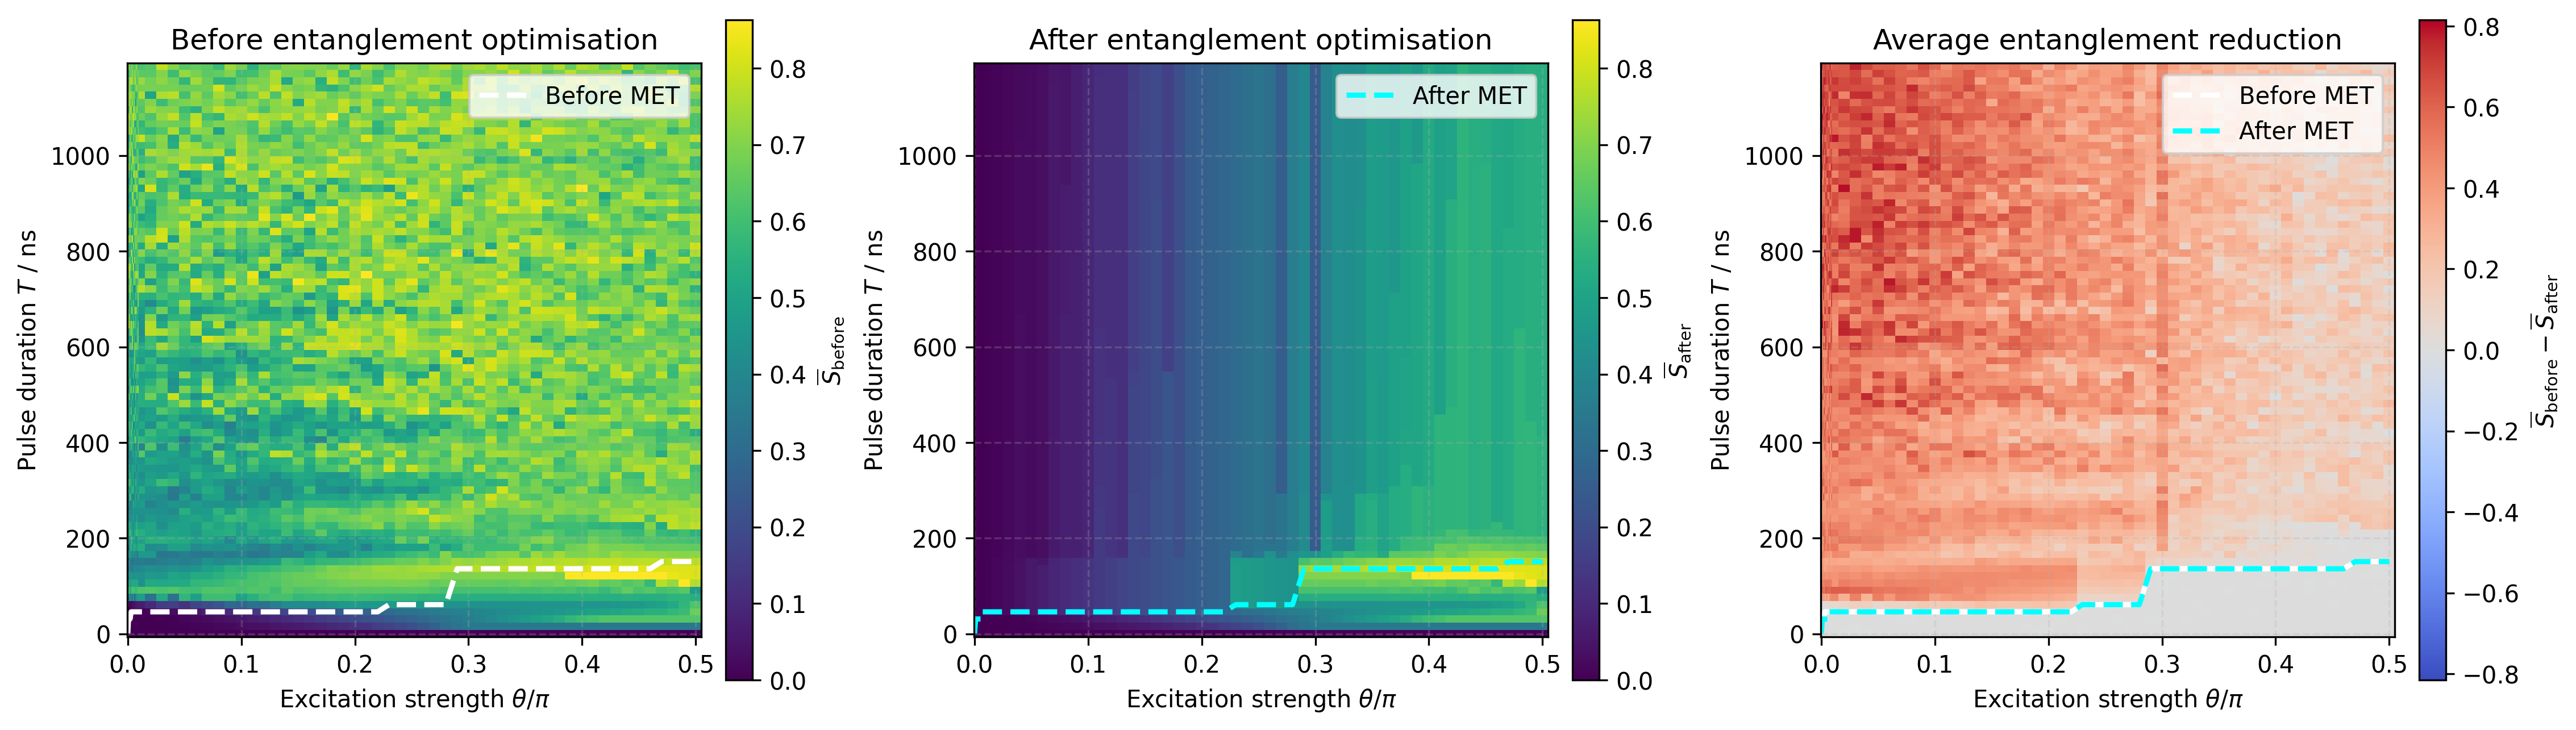 Before entanglement optimisation
Before MET
Pulse duration T / ns
0
200
400
600
800
1000
0.0 0.1 0.2 0.3 0.4 0.5
Excitation strength θ/π
0.0
0.1
0.2
0.3
0.4
0.5
0.6
0.7
0.8
S̅before
After entanglement optimisation
After MET
Pulse duration T / ns
0
200
400
600
800
1000
0.0 0.1 0.2 0.3 0.4 0.5
Excitation strength θ/π
0.0
0.1
0.2
0.3
0.4
0.5
0.6
0.7
0.8
S̅after
Average entanglement reduction
Before MET
After MET
Pulse duration T / ns
0
200
400
600
800
1000
0.0 0.1 0.2 0.3 0.4 0.5
Excitation strength θ/π
0.8
0.6
0.4
0.2
0.0
−0.2
−0.4
−0.6
−0.8
S̅before − S̅after